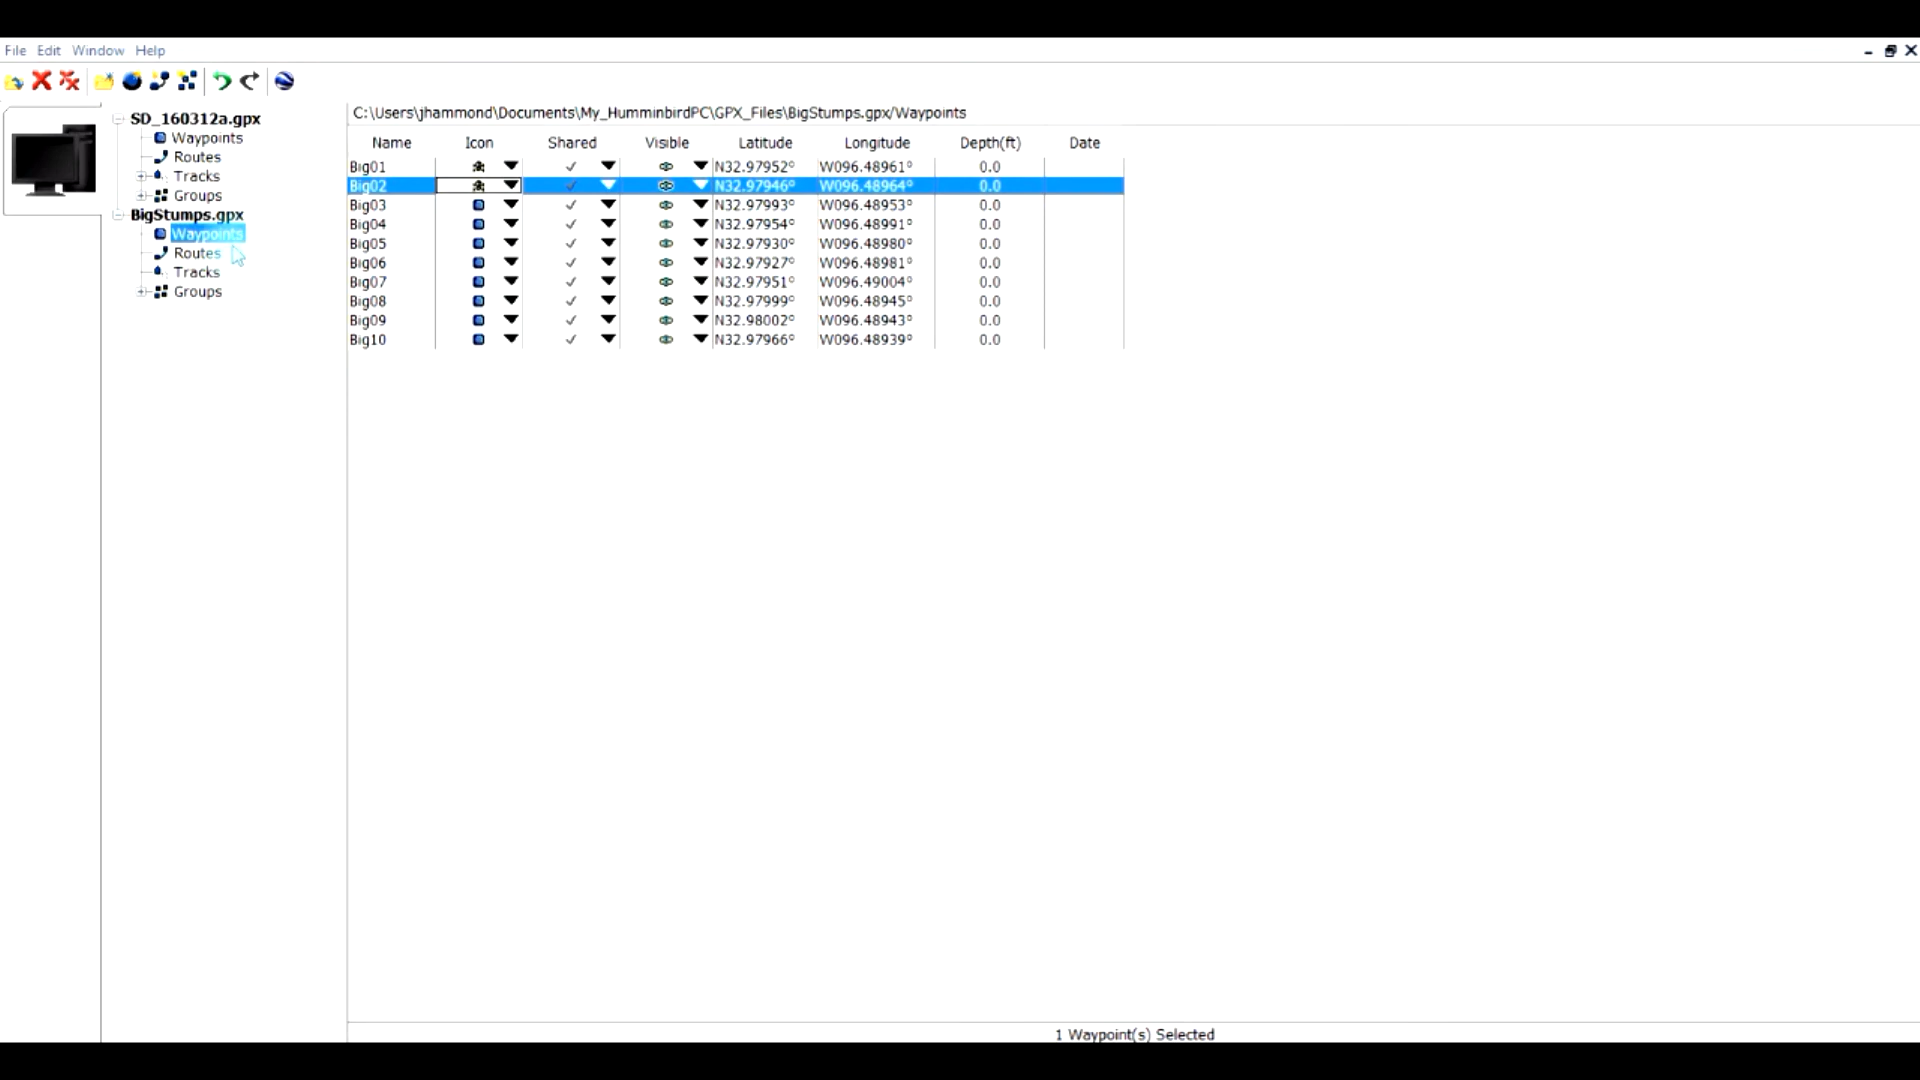 File Edit Window Help
SD_160312a.gpx
Waypoints
Routes
Tracks
Groups
BigStumps.gpx
Waypoints
Routes
Tracks
Groups
C:\Users\jhammond\Documents\My_HumminbirdPC\GPX_Files\BigStumps.gpx/Waypoints
Name Icon Shared Visible Latitude Longitude Depth(ft) Date
Big01 N32.97952° W096.48961° 0.0
Big02 N32.97946° W096.48964° 0.0
Big03 N32.97993° W096.48953° 0.0
Big04 N32.97954° W096.48991° 0.0
Big05 N32.97930° W096.48980° 0.0
Big06 N32.97927° W096.48981° 0.0
Big07 N32.97951° W096.49004° 0.0
Big08 N32.97999° W096.48945° 0.0
Big09 N32.98002° W096.48943° 0.0
Big10 N32.97966° W096.48939° 0.0
1 Waypoint(s) Selected